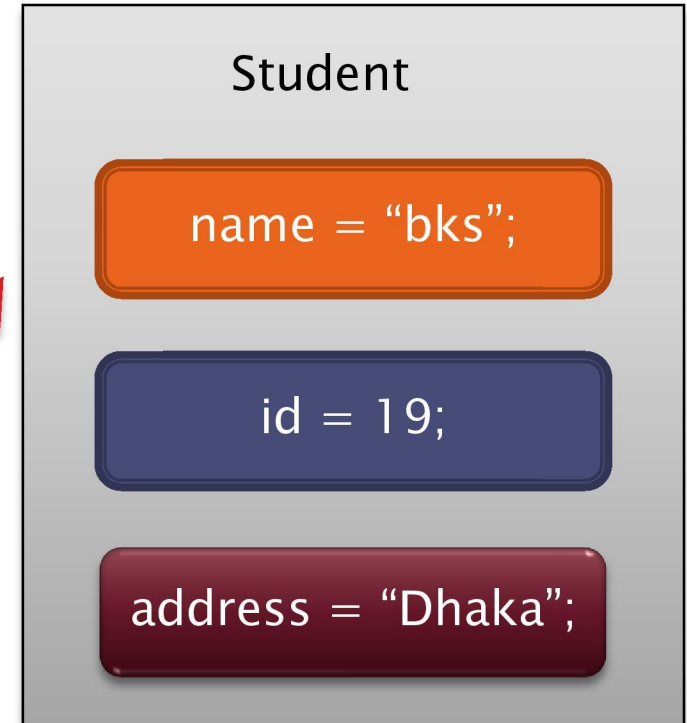 Student
name = “bks”;
id = 19;
address = “Dhaka”;